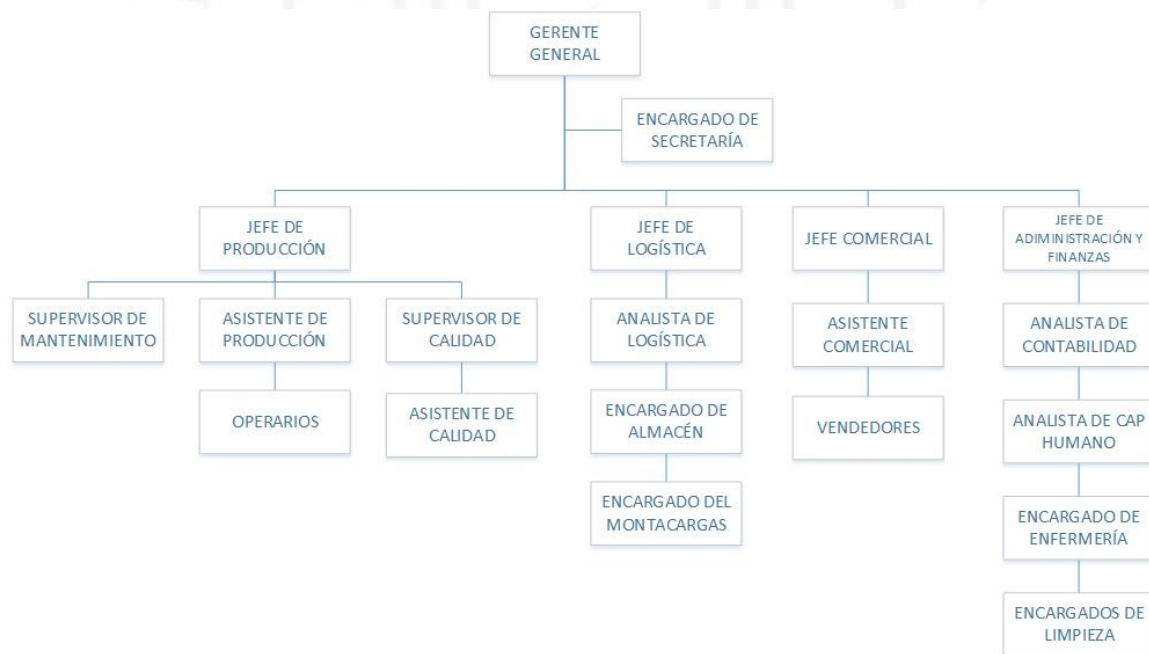 GERENTE
GENERAL
ENCARGADO DE
SECRETARÍA
JEFE DE
PRODUCCIÓN
JEFE DE
LOGÍSTICA
JEFE COMERCIAL
JEFE DE
ADIMINISTRACIÓN Y
FINANZAS
SUPERVISOR DE
MANTENIMIENTO
ASISTENTE DE
PRODUCCIÓN
SUPERVISOR DE
CALIDAD
ANALISTA DE
LOGÍSTICA
ASISTENTE
COMERCIAL
ANALISTA DE
CONTABILIDAD
OPERARIOS
ASISTENTE DE
CALIDAD
ENCARGADO DE
ALMACÉN
VENDEDORES
ANALISTA DE CAP
HUMANO
ENCARGADO DEL
MONTACARGAS
ENCARGADO DE
ENFERMERÍA
ENCARGADOS DE
LIMPIEZA